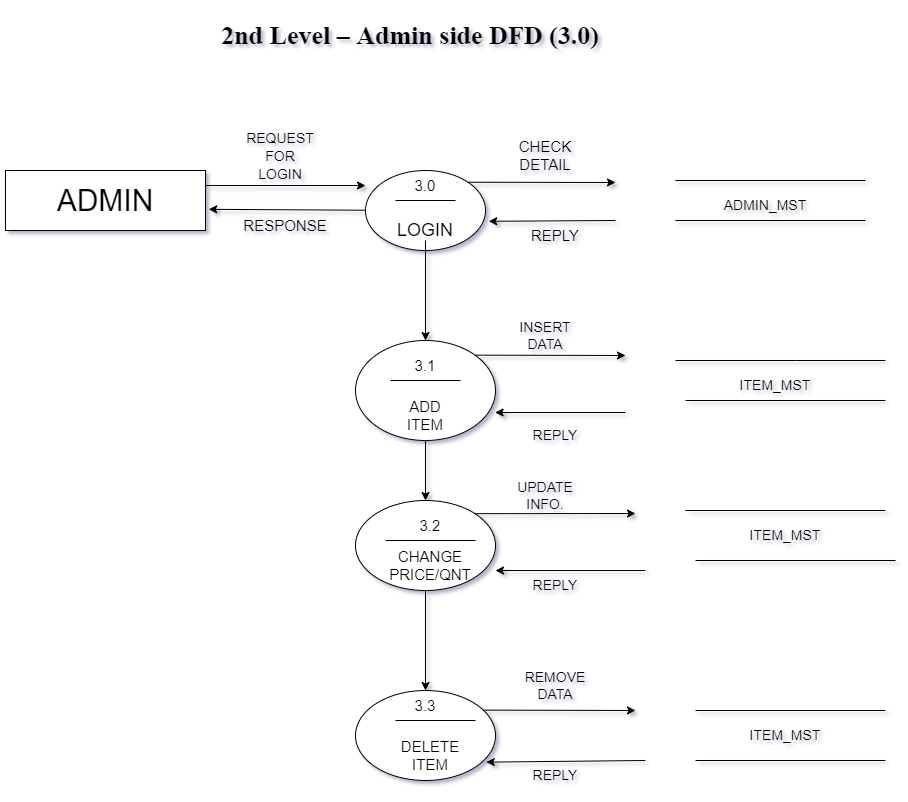 2nd Level – Admin side DFD (3.0)
REQUEST
FOR
LOGIN
CHECK
DETAIL
ADMIN
3.0
LOGIN
ADMIN_MST
RESPONSE
REPLY
INSERT
DATA
3.1
ADD
ITEM
ITEM_MST
REPLY
UPDATE
INFO.
3.2
CHANGE
PRICE/QNT
ITEM_MST
REPLY
REMOVE
DATA
3.3
DELETE
ITEM
ITEM_MST
REPLY